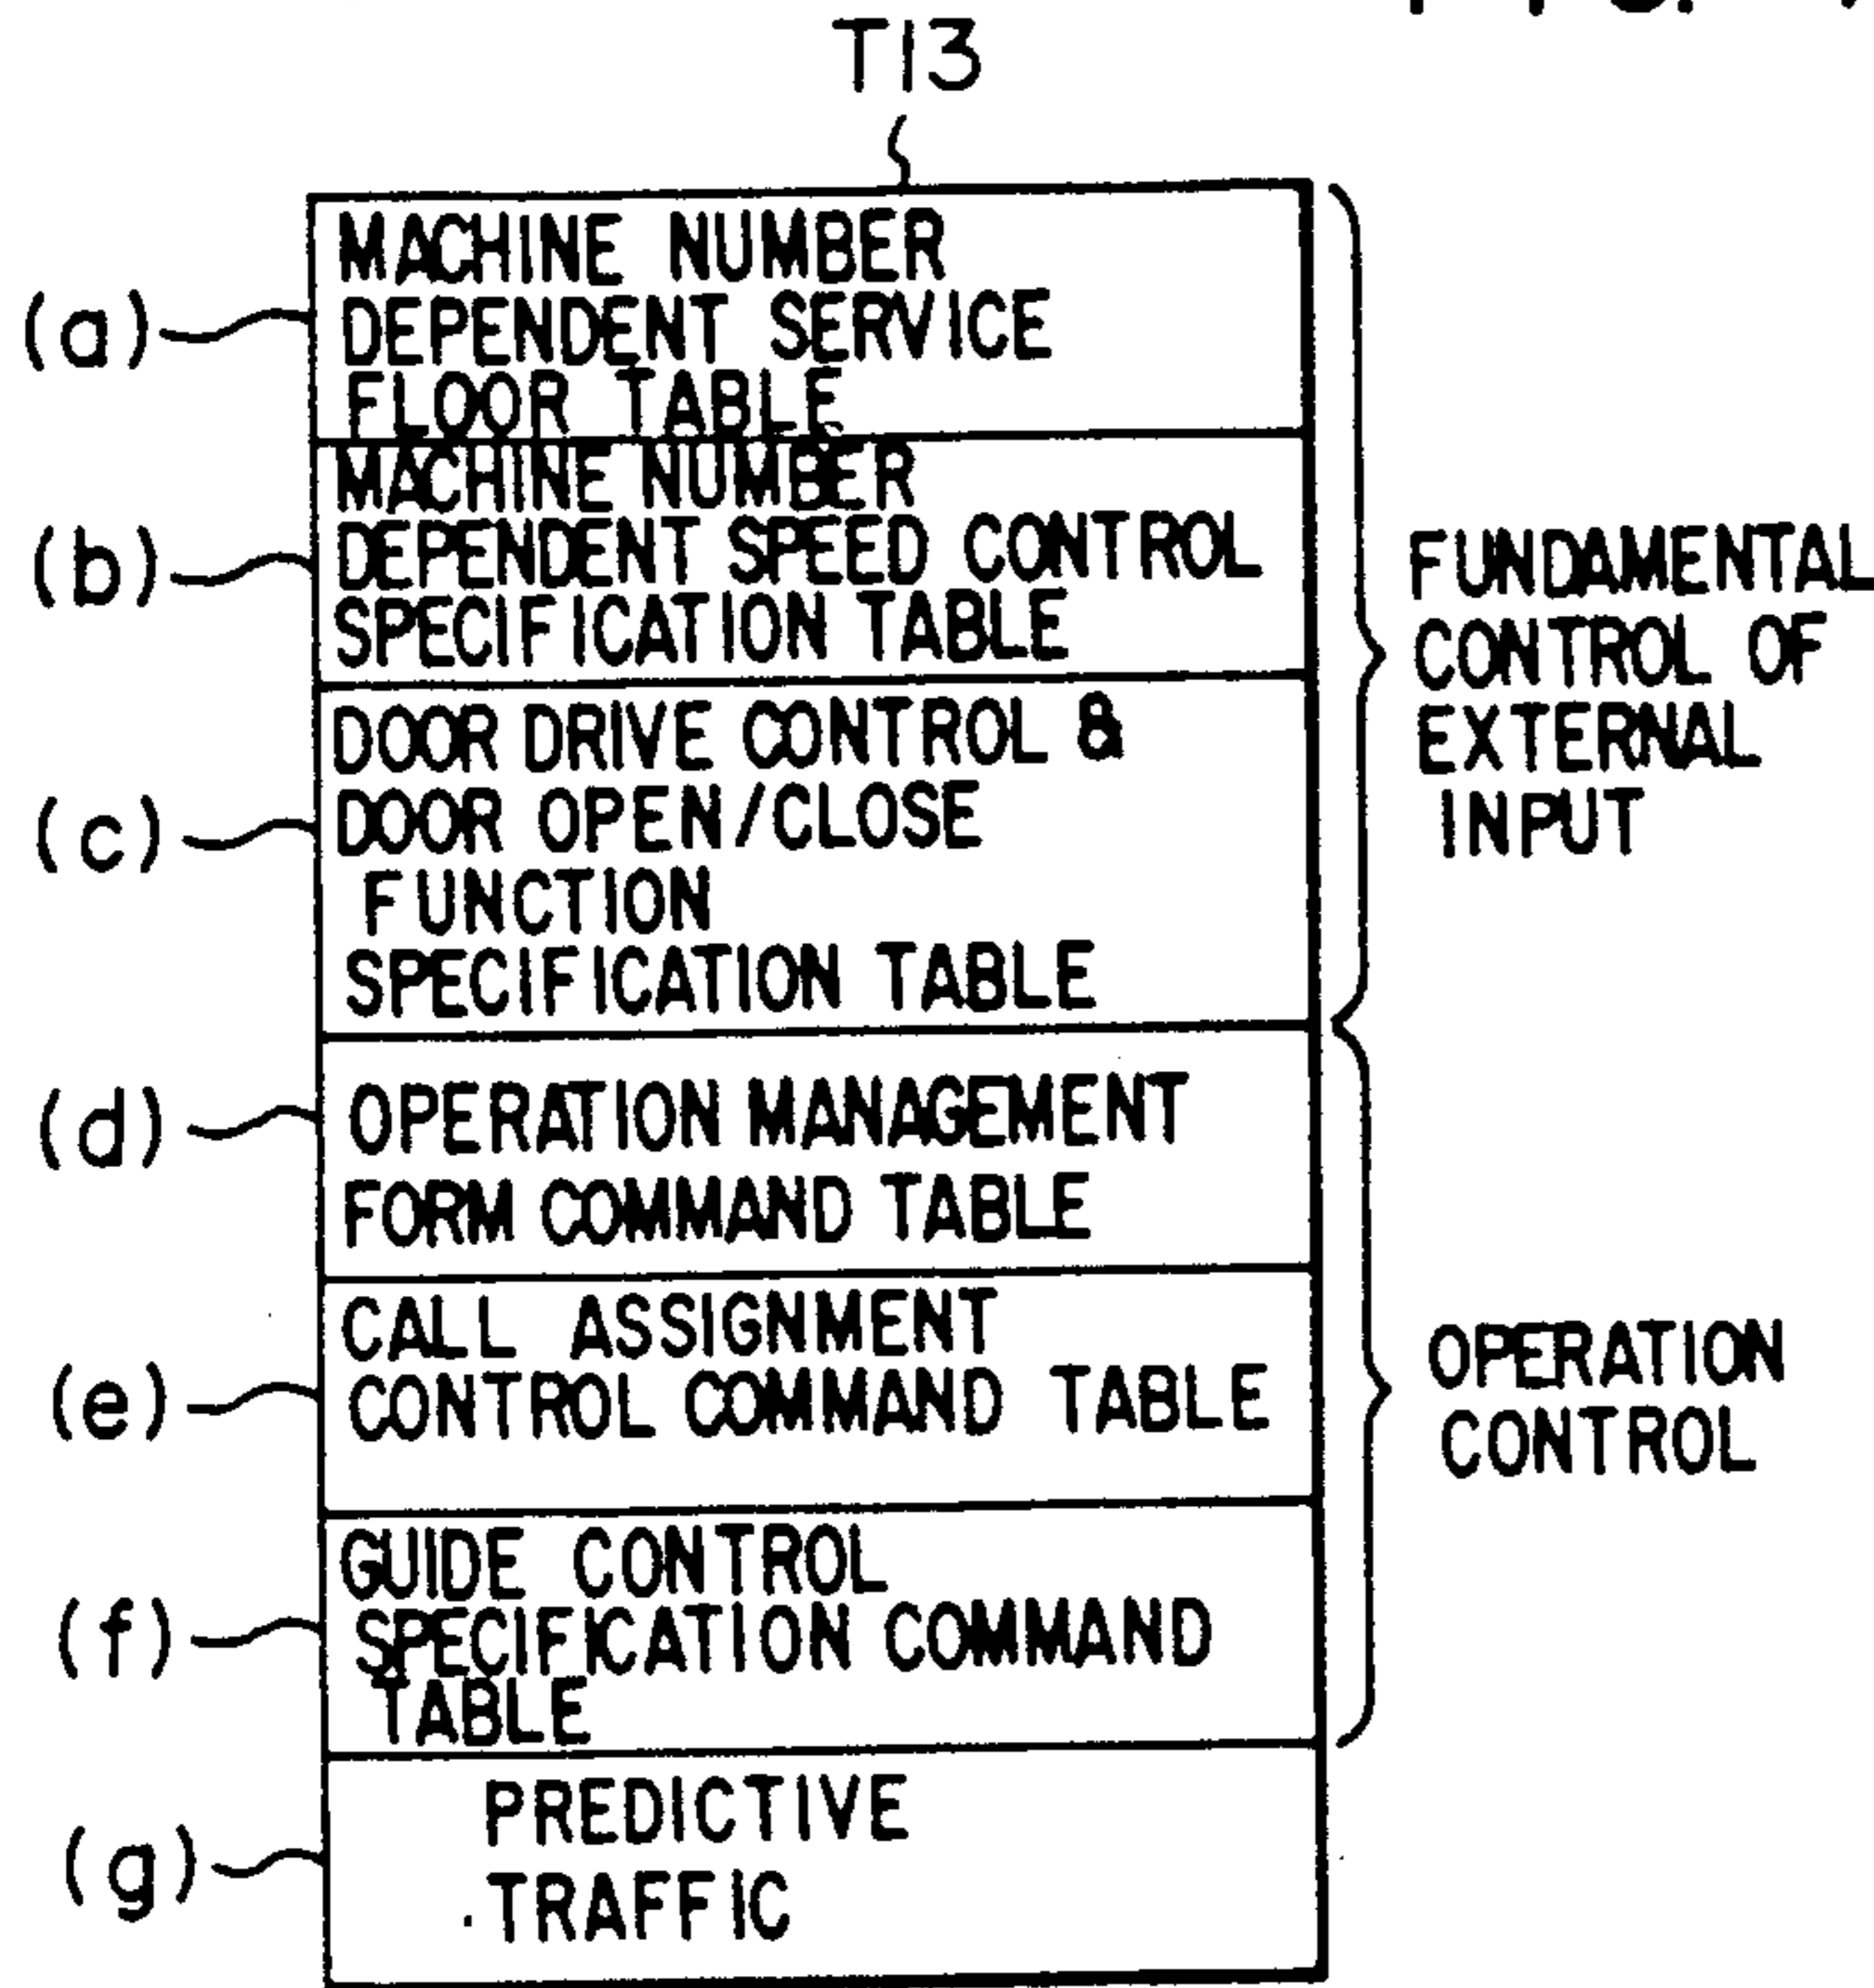 T13
(a)
MACHINE NUMBER
DEPENDENT SERVICE
FLOOR TABLE
(b)
MACHINE NUMBER
DEPENDENT SPEED CONTROL
SPECIFICATION TABLE
(c)
DOOR DRIVE CONTROL &
DOOR OPEN/CLOSE
FUNCTION
SPECIFICATION TABLE
FUNDAMENTAL
CONTROL OF
EXTERNAL
INPUT
(d)
OPERATION MANAGEMENT
FORM COMMAND TABLE
(e)
CALL ASSIGNMENT
CONTROL COMMAND TABLE
(f)
GUIDE CONTROL
SPECIFICATION COMMAND
TABLE
OPERATION
CONTROL
(g)
PREDICTIVE
TRAFFIC